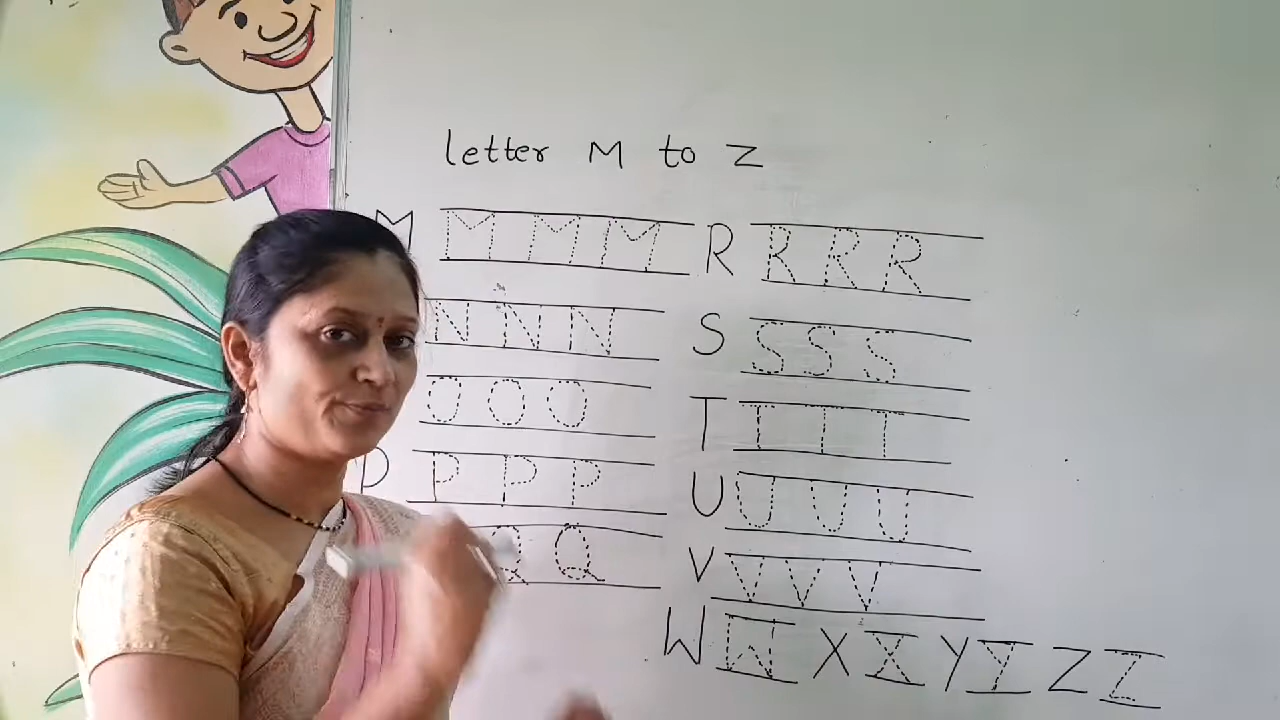 letter M to Z
M M M M R R R R
N N N S S S S
O O O T T T T
P P P P U U U U
Q Q V V V V
W W X X Y Y Z Z